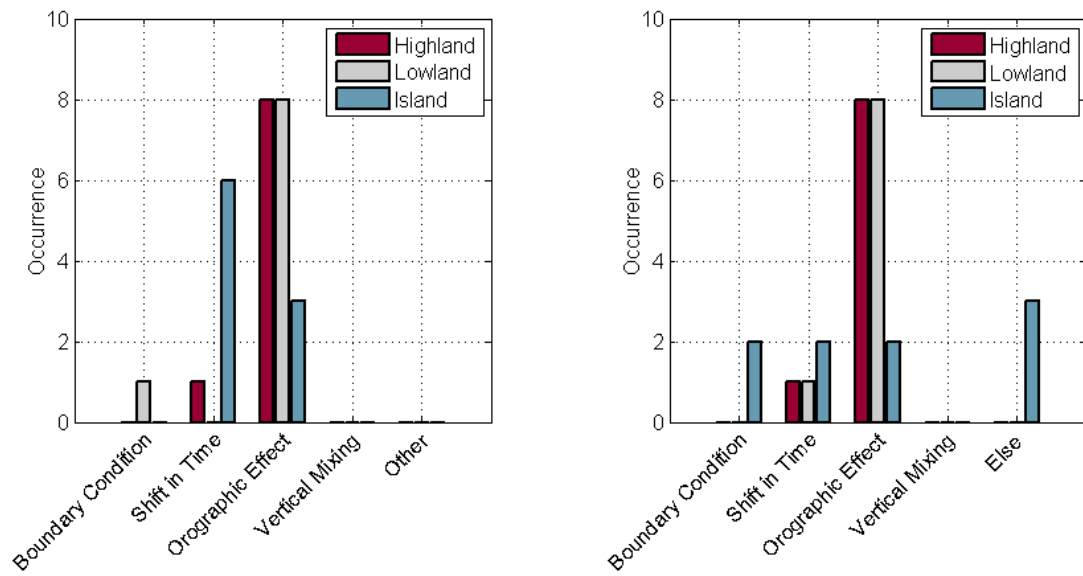 10
8
6
4
2
0
Occurrence
Highland
Lowland
Island
Boundary Condition
Shift in Time
Orographic Effect
Vertical Mixing
Other
10
8
6
4
2
0
Occurrence
Highland
Lowland
Island
Boundary Condition
Shift in Time
Orographic Effect
Vertical Mixing
Else